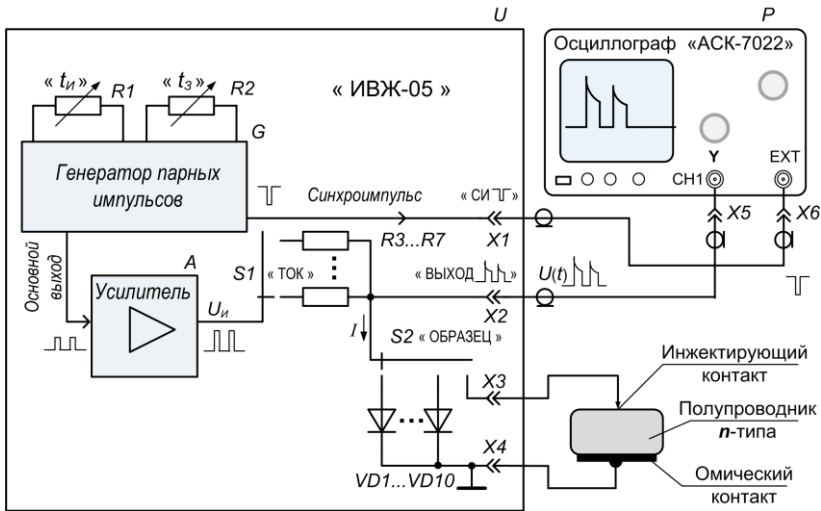 U
P
Осциллограф «АСК-7022»
« tи » R1
« tз » R2
« ИВЖ-05 »
G
Генератор парных
импульсов
Y
EXT
CH1
X5
X6
Синхроимпульс
« СИ »
R3...R7
X1
Основной
выход
A
S1
« ТОК »
« ВЫХОД »
U(t)
Усилитель
Uи
X2
I
S2 « ОБРАЗЕЦ »
X3
Инжектирующий
контакт
Полупроводник
n-типа
X4
Омический
контакт
VD1...VD10